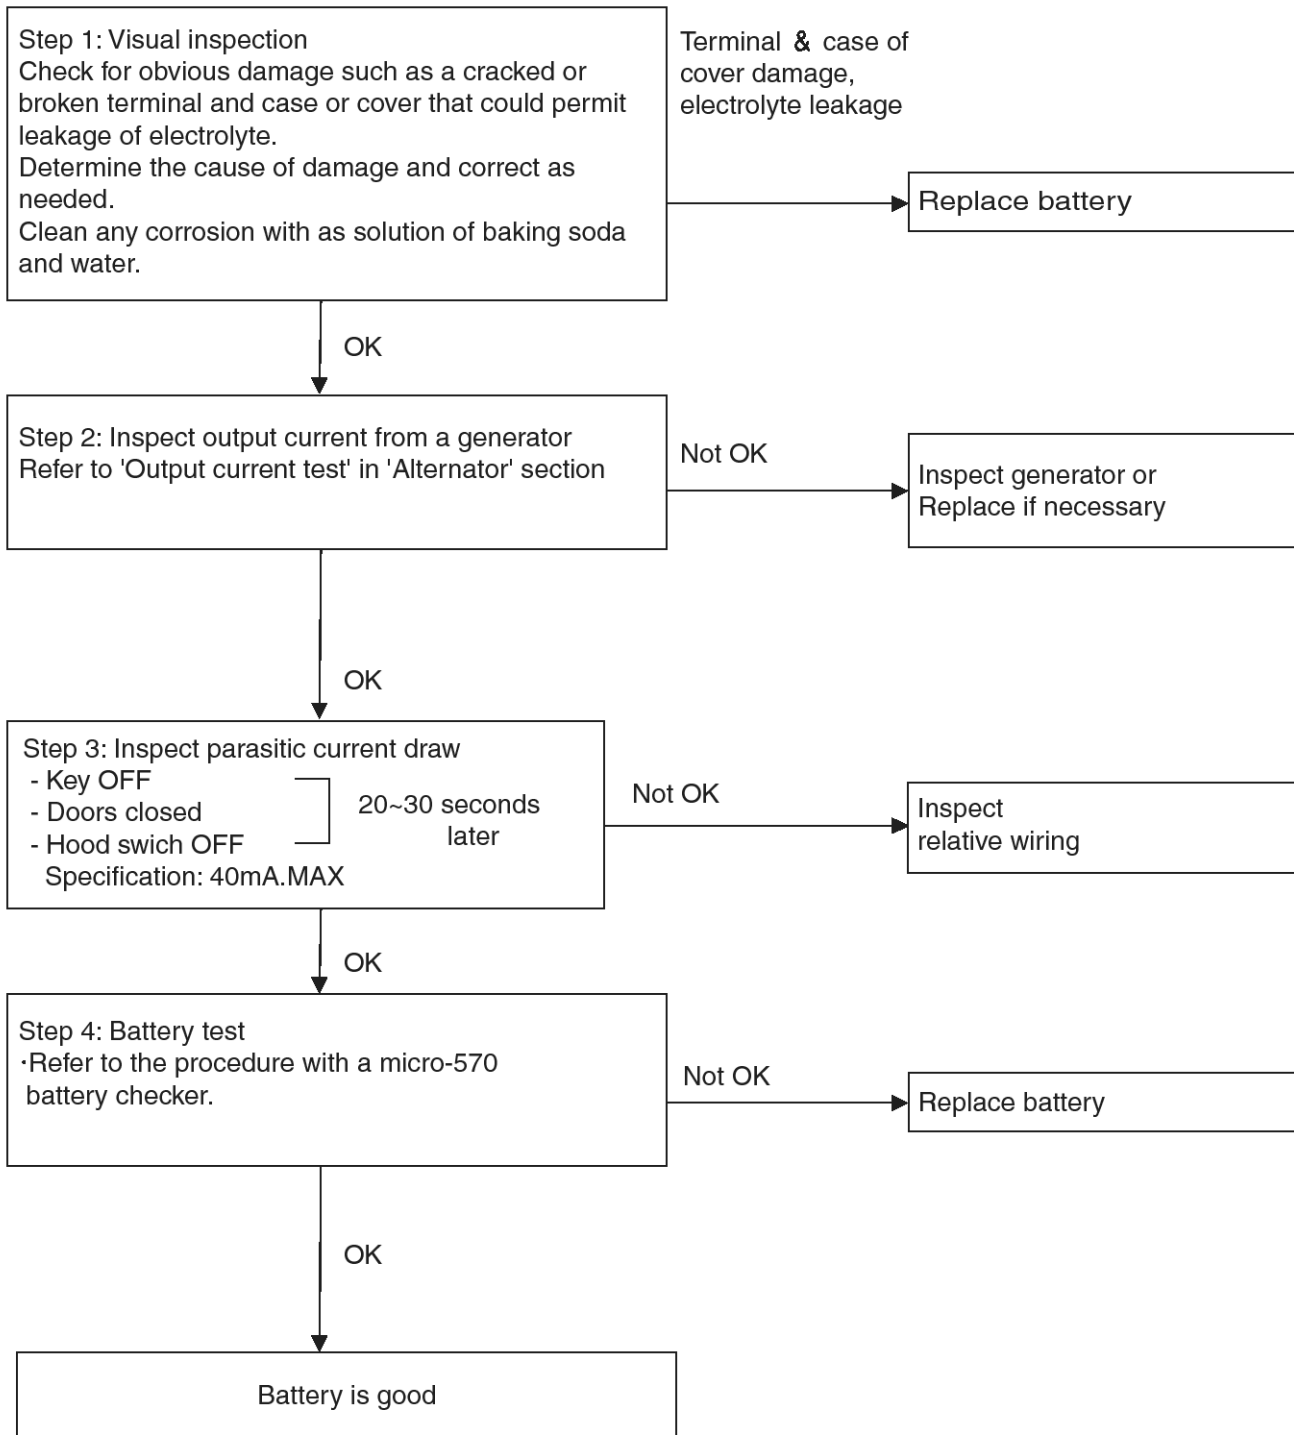 Step 1: Visual inspection
Check for obvious damage such as a cracked or
broken terminal and case or cover that could permit
leakage of electrolyte.
Determine the cause of damage and correct as
needed.
Clean any corrosion with as solution of baking soda
and water.
Terminal & case of
cover damage,
electrolyte leakage
Replace battery
OK
Step 2: Inspect output current from a generator
Refer to 'Output current test' in 'Alternator' section
Not OK
Inspect generator or
Replace if necessary
OK
Step 3: Inspect parasitic current draw
- Key OFF
- Doors closed
- Hood swich OFF
20~30 seconds
later
Specification: 40mA.MAX
Not OK
Inspect
relative wiring
OK
Step 4: Battery test
·Refer to the procedure with a micro-570
battery checker.
Not OK
Replace battery
OK
Battery is good